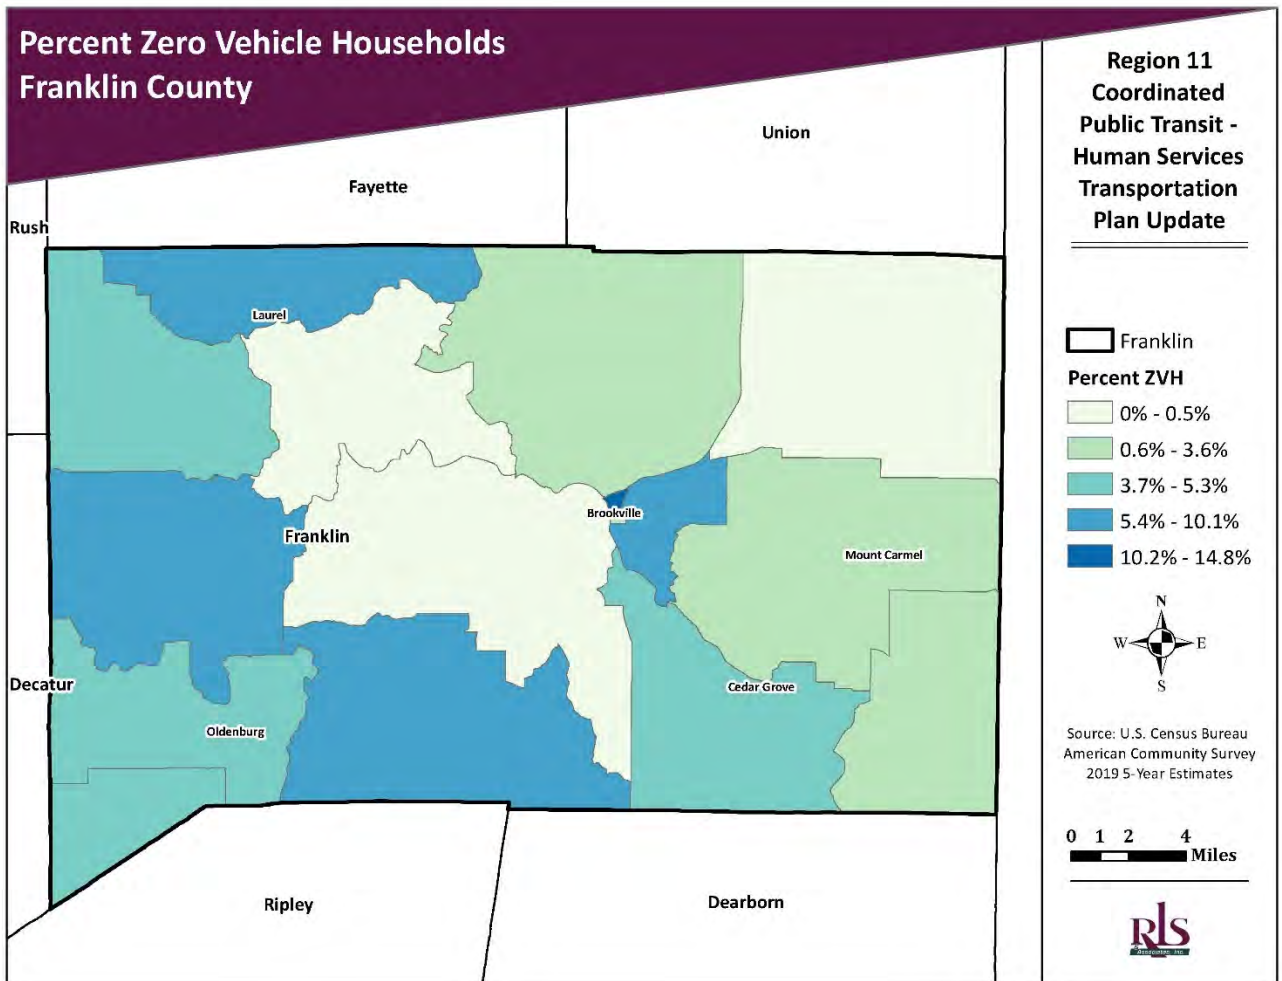 Percent Zero Vehicle Households
Franklin County
Region 11
Coordinated
Public Transit -
Human Services
Transportation
Plan Update
Union
Fayette
Rush
Laurel
Brookville
Franklin
Mount Carmel
Decatur
Cedar Grove
Oldenburg
Ripley
Dearborn
Franklin
Percent ZVH
0% - 0.5%
0.6% - 3.6%
3.7% - 5.3%
5.4% - 10.1%
10.2% - 14.8%
N
W E
S
Source: U.S. Census Bureau
American Community Survey
2019 5-Year Estimates
0 1 2 4
Miles
RLS
& Associates, Inc.